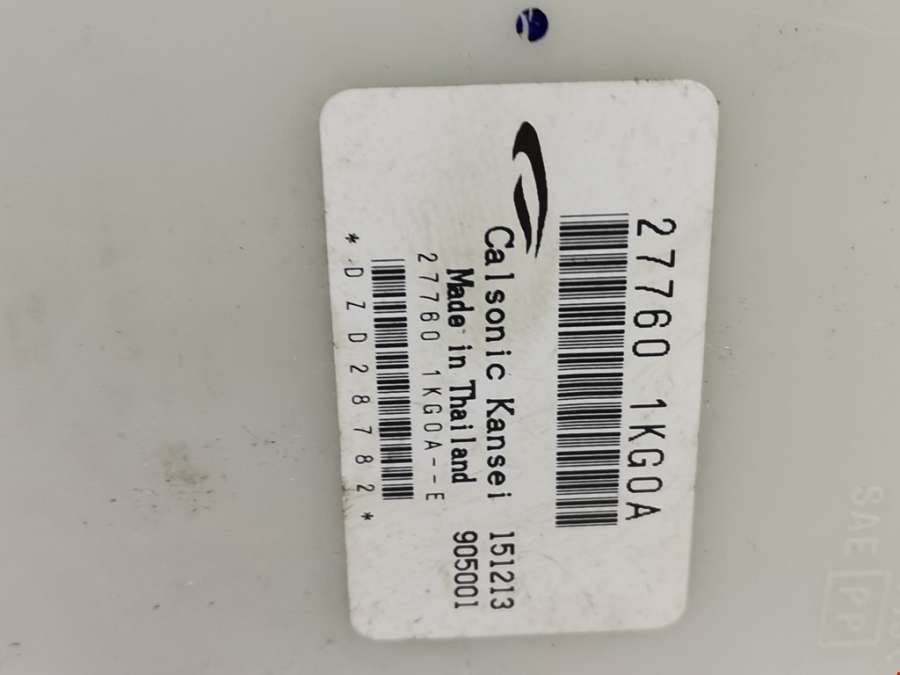 27760 1KG0A
Calsonic Kansei 151213
Made in Thailand 905001
27760 1KG0A--E
*DZD28782*
SAE
PP